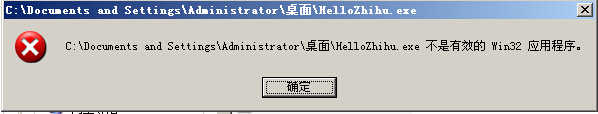 C:\Documents and Settings\Administrator\桌面\HelloZhihu.exe
C:\Documents and Settings\Administrator\桌面\HelloZhihu.exe 不是有效的 Win32 应用程序。
确定